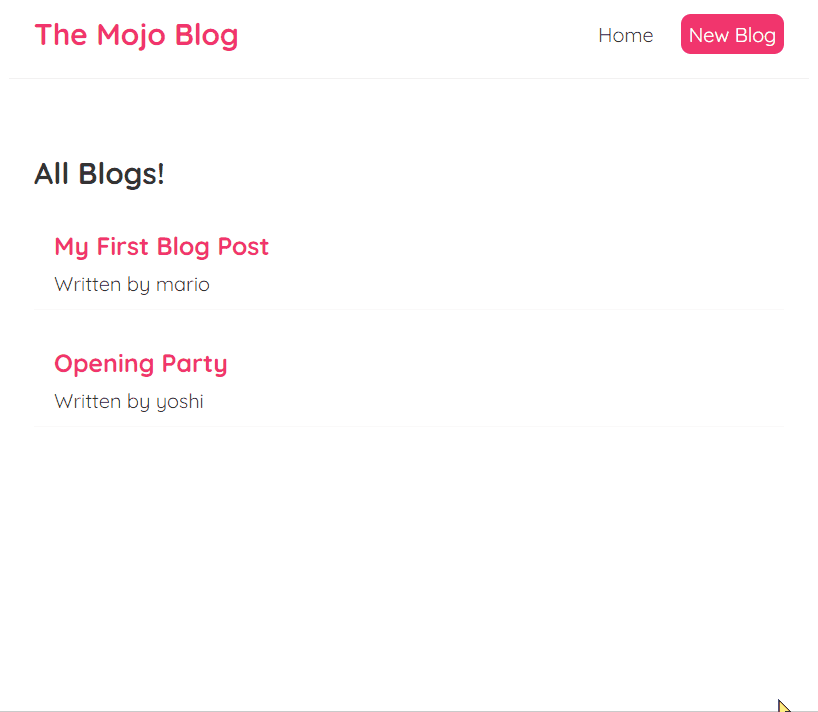 The Mojo Blog
Home
New Blog
All Blogs!
My First Blog Post
Written by mario
Opening Party
Written by yoshi